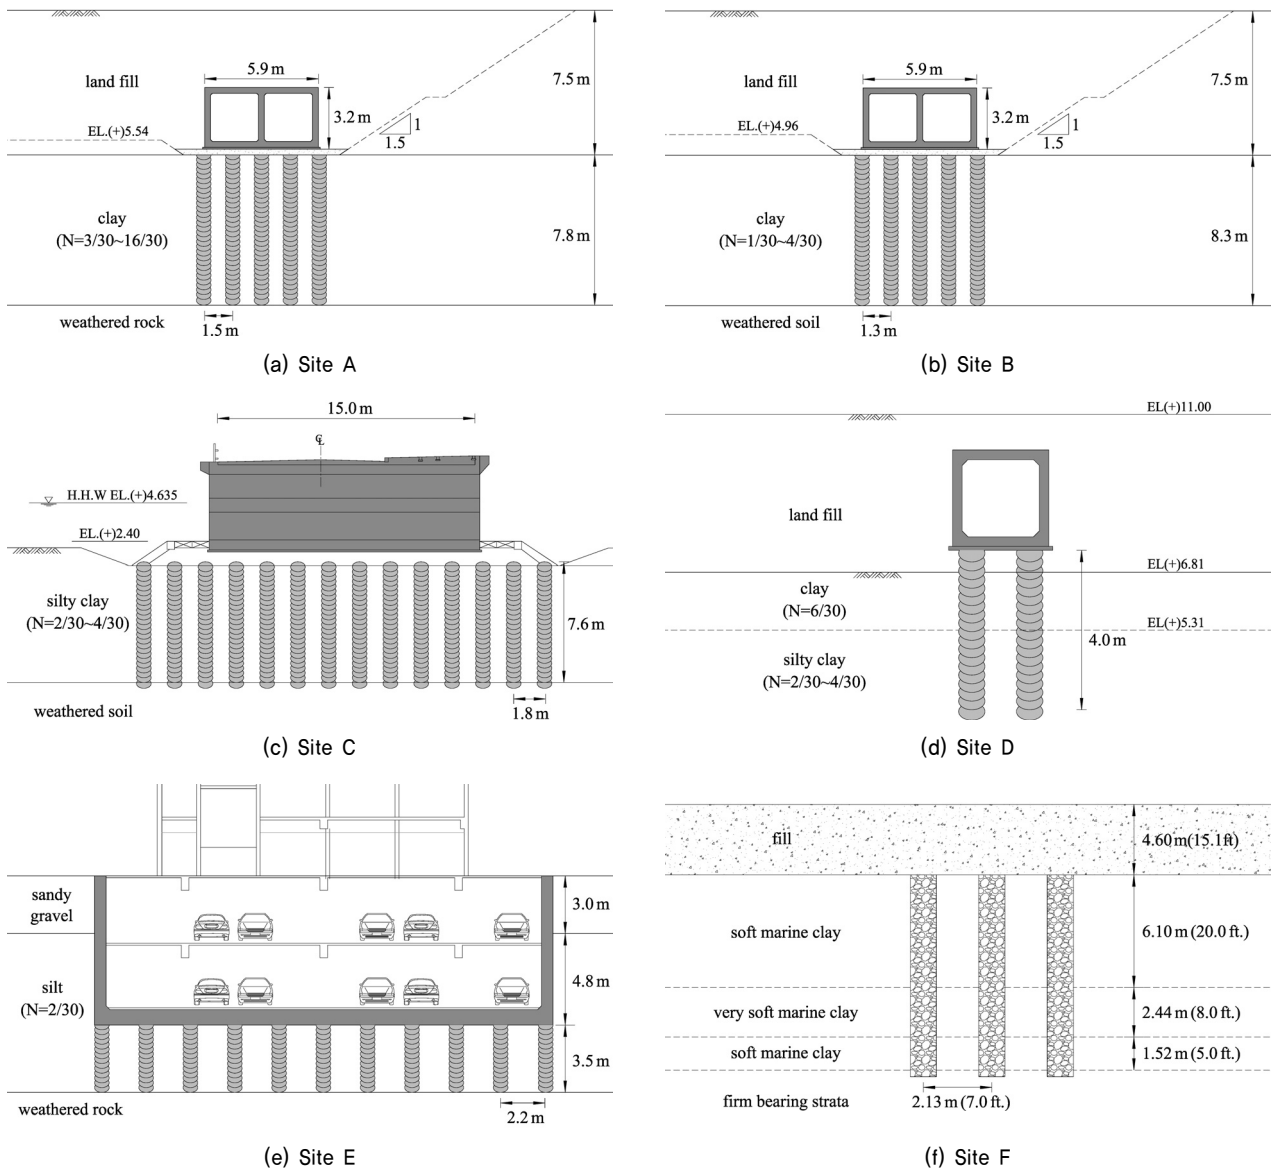 5.9 m
7.5 m
land fill
3.2 m
EL.(+)5.54
1
1.5
clay
(N=3/30~16/30)
7.8 m
weathered rock
1.5 m
(a) Site A
5.9 m
7.5 m
land fill
3.2 m
EL.(+)4.96
1
1.5
clay
(N=1/30~4/30)
8.3 m
weathered soil
1.3 m
(b) Site B
15.0 m
CL
H.H.W EL.(+)4.635
EL.(+)2.40
silty clay
(N=2/30~4/30)
7.6 m
weathered soil
1.8 m
(c) Site C
EL(+)11.00
land fill
EL(+)6.81
clay
(N=6/30)
EL(+)5.31
4.0 m
silty clay
(N=2/30~4/30)
(d) Site D
sandy
gravel
3.0 m
silt
(N=2/30)
4.8 m
3.5 m
weathered rock
2.2 m
(e) Site E
fill
4.60 m (15.1ft)
soft marine clay
6.10 m (20.0 ft.)
very soft marine clay
2.44 m (8.0 ft.)
soft marine clay
1.52 m (5.0 ft.)
firm bearing strata
2.13 m (7.0 ft.)
(f) Site F